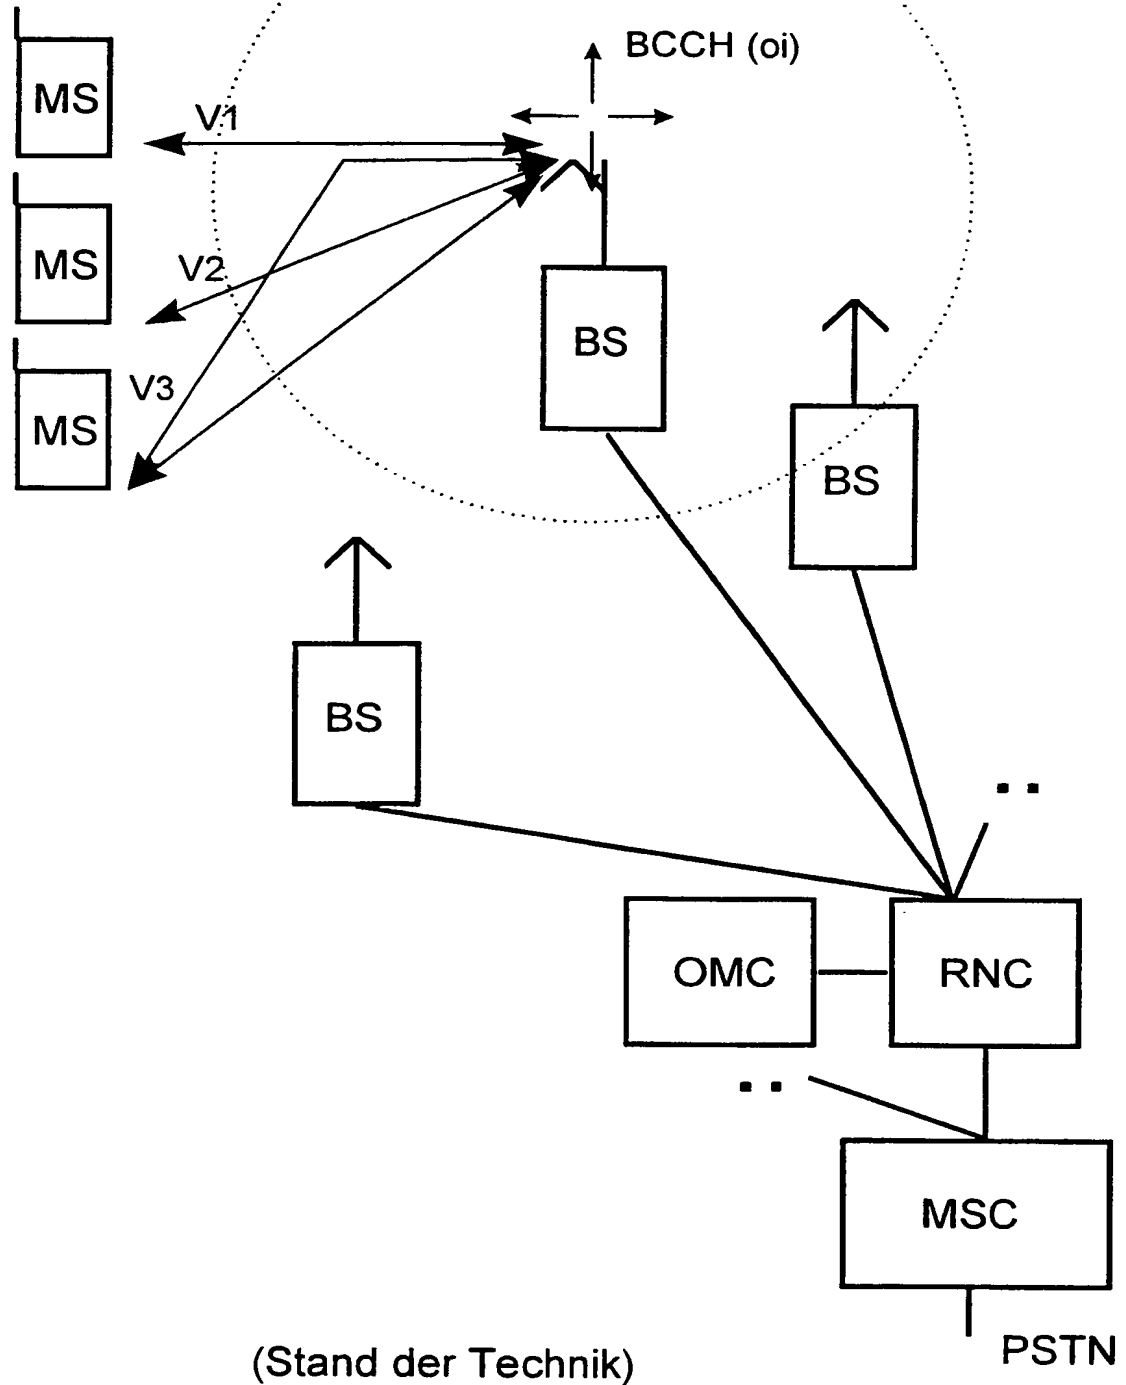 BCCH (oi)
MS
V1
MS
V2
BS
V3
MS
BS
BS
OMC
RNC
MSC
PSTN
(Stand der Technik)